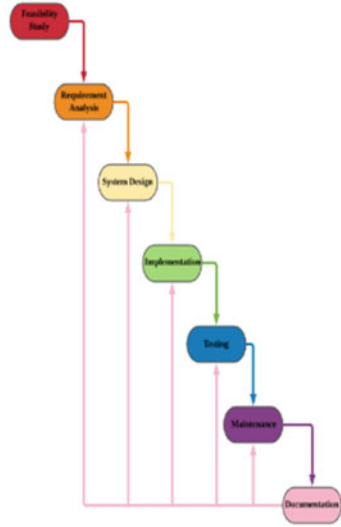 Feasibility
Study
Requirement
Analysis
System Design
Implementation
Testing
Maintenance
Documentation